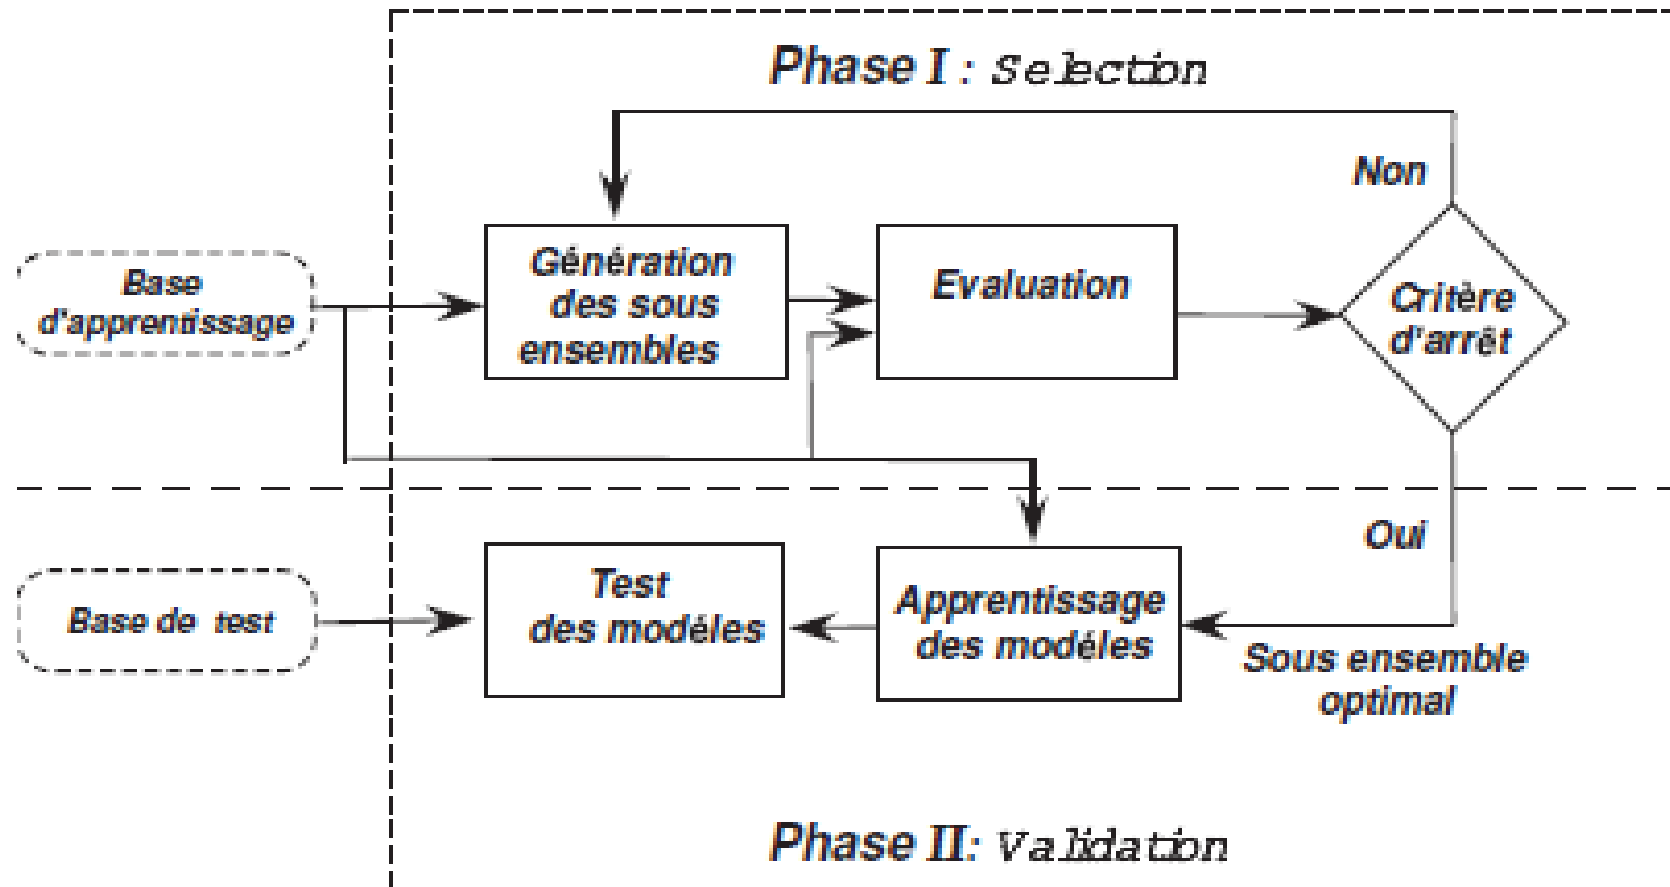 Phase I : Selection
Non
Base
d'apprentissage
Génération
des sous
ensembles
Evaluation
Critère
d'arrêt
Oui
Base de test
Test
des modéles
Apprentissage
des modéles
Sous ensemble
optimal
Phase II: Validation